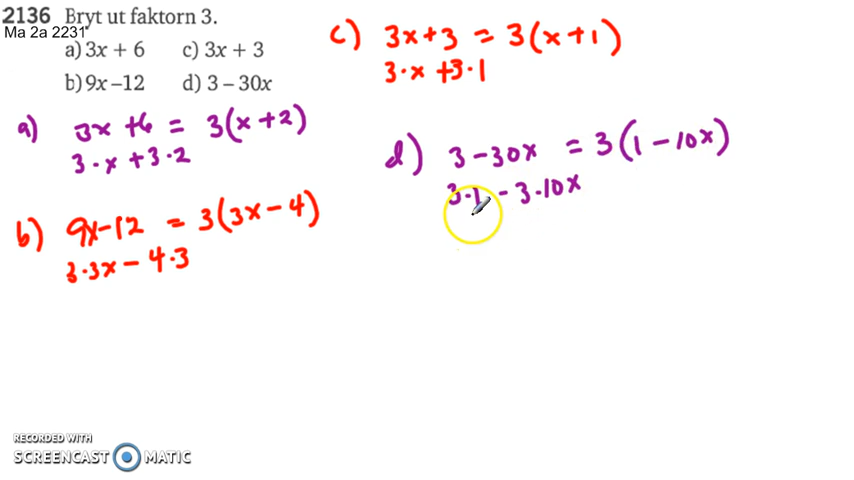 2136 Bryt ut faktorn 3.
Ma 2a 2231
a) 3x + 6 c) 3x + 3
b) 9x – 12 d) 3 – 30x
a) 3x + 6 = 3(x + 2)
3·x + 3·2
b) 9x - 12 = 3(3x - 4)
3·3x - 4·3
c) 3x + 3 = 3(x + 1)
3·x + 3·1
d) 3 - 30x = 3(1 - 10x)
3·1 - 3·10x
RECORDED WITH
SCREENCAST MATIC